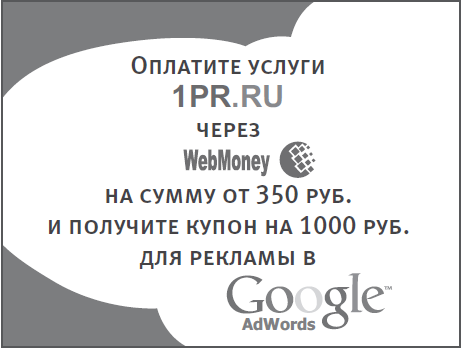 Оплатите услуги
1PR.RU
через
WebMoney
на сумму от 350 руб.
и получите купон на 1000 руб.
для рекламы в
Google™
AdWords